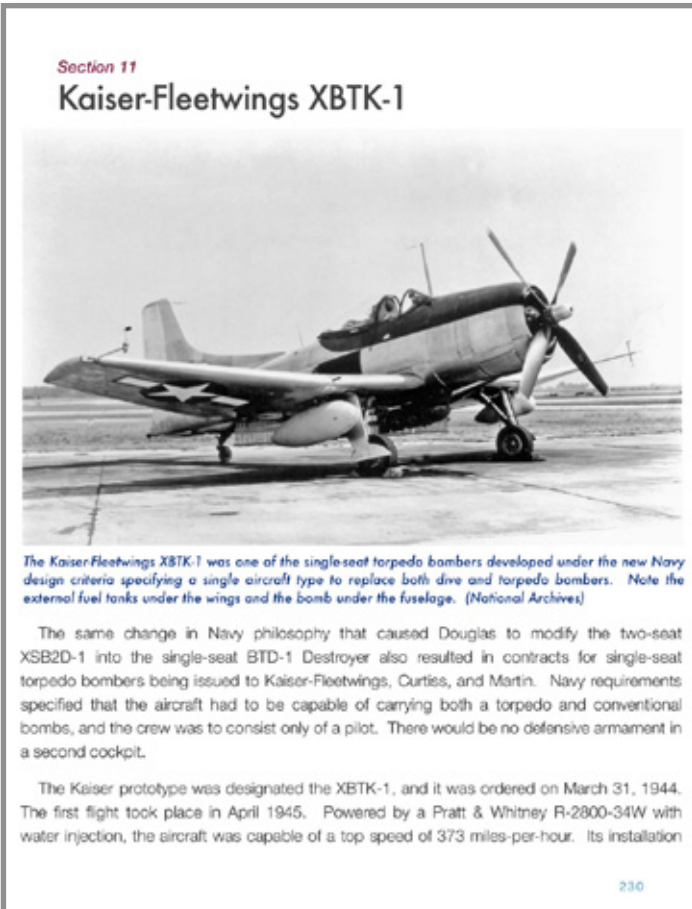 Section 11
Kaiser-Fleetwings XBTK-1
The Kaiser-Fleetwings XBTK-1 was one of the single-seat torpedo bombers developed under the new Navy
design criteria specifying a single aircraft type to replace both dive and torpedo bombers. Note the
external fuel tanks under the wings and the bomb under the fuselage. (National Archives)
The same change in Navy philosophy that caused Douglas to modify the two-seat
XSB2D-1 into the single-seat BTD-1 Destroyer also resulted in contracts for single-seat
torpedo bombers being issued to Kaiser-Fleetwings, Curtiss, and Martin. Navy requirements
specified that the aircraft had to be capable of carrying both a torpedo and conventional
bombs, and the crew was to consist only of a pilot. There would be no defensive armament in
a second cockpit.
The Kaiser prototype was designated the XBTK-1, and it was ordered on March 31, 1944.
The first flight took place in April 1945. Powered by a Pratt & Whitney R-2800-34W with
water injection, the aircraft was capable of a top speed of 373 miles-per-hour. Its installation
230